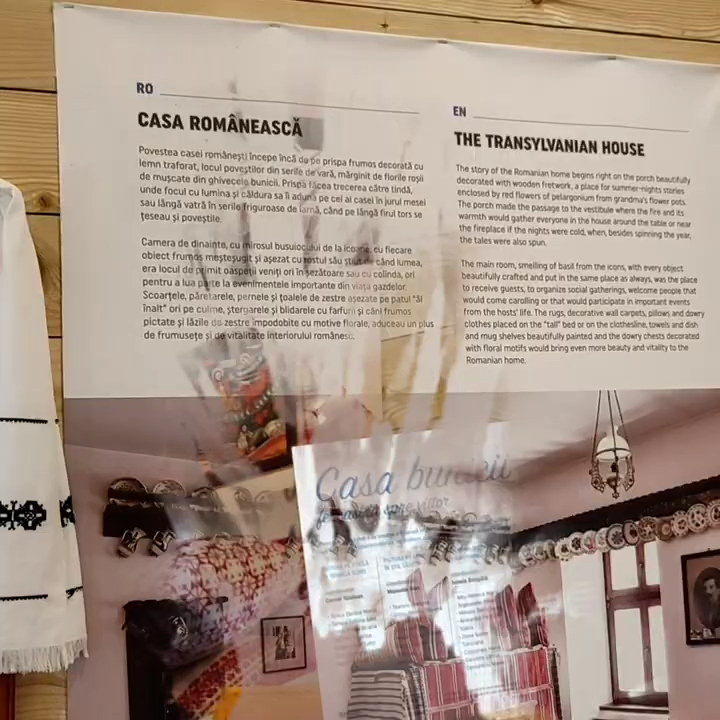 RO
CASA ROMÂNEASCĂ
Povestea casei românești începe încă de pe prispa frumos decorată cu
lemn traforat, locul poveștilor din serile de vară, mărginit de florile roșii
de mușcate din ghivecele bunicii. Prispa făcea trecerea către tindă,
unde focul cu lumina și căldura sa îi aduna pe cei ai casei în jurul mesei
sau lângă vatră în serile friguroase de iarnă, când pe lângă firul tors se
țeseau și poveștile.
Camera de dinainte, cu mirosul busuiocului de la icoane, cu fiecare
obiect frumos meșteșugit și așezat cu rostul său știut de când lumea,
era locul de primit oaspeții veniți ori în șezătoare sau cu colinda, ori
pentru a lua parte la evenimentele importante din viața gazdelor.
Scoarțele, păretarele, pernele și țoalele de zestre așezate pe patul "ăl
înalt" ori pe culme, ștergarele și blidarele cu farfurii și căni frumos
pictate și lăzile de zestre împodobite cu motive florale, aduceau un plus
de frumusețe și de vitalitate interiorului românesc.
EN
THE TRANSYLVANIAN HOUSE
The story of the Romanian home begins right on the porch beautifully
decorated with wooden fretwork, a place for summer-nights stories
enclosed by red flowers of pelargonium from grandma's flower pots.
The porch made the passage to the vestibule where the fire and its
warmth would gather everyone in the house around the table or near
the fireplace if the nights were cold, when, besides spinning the year,
the tales were also spun.
The main room, smelling of basil from the icons, with every object
beautifully crafted and put in the same place as always, was the place
to receive guests, to organize social gatherings, welcome people that
would come carolling or that would participate in important events
from the hosts' life. The rugs, decorative wall carpets, pillows and dowry
clothes placed on the "tall" bed or on the clothesline, towels and dish
and mug shelves beautifully painted and the dowry chests decorated
with floral motifs would bring even more beauty and vitality to the
Romanian home.
Casa bunicii
spre viitor